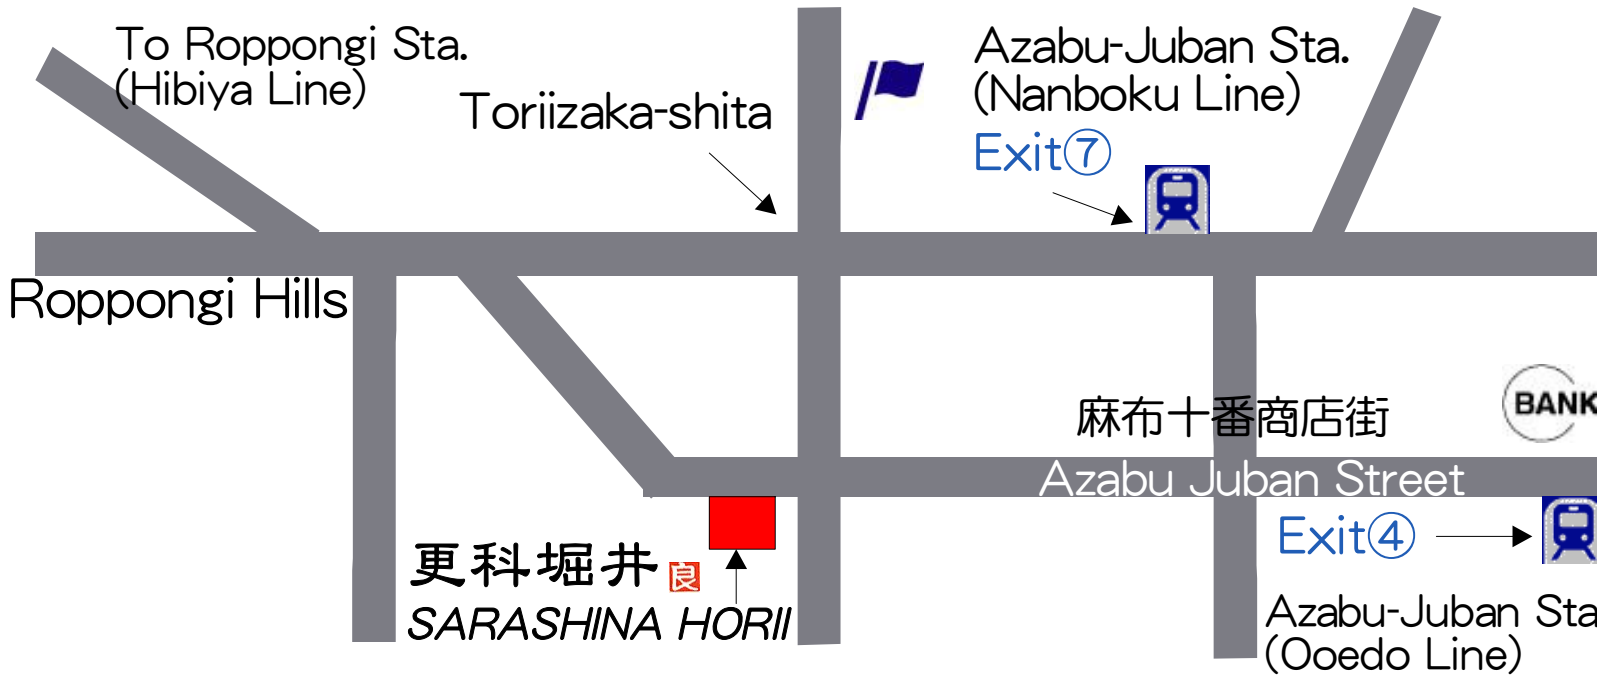 To Roppongi Sta.
(Hibiya Line)
Toriizaka-shita
Azabu-Juban Sta.
(Nanboku Line)
Exit⑦
Roppongi Hills
BANK
麻布十番商店街
Azabu Juban Street
Exit④
更科堀井 良
SARASHINA HORII
Azabu-Juban Sta
(Ooedo Line)